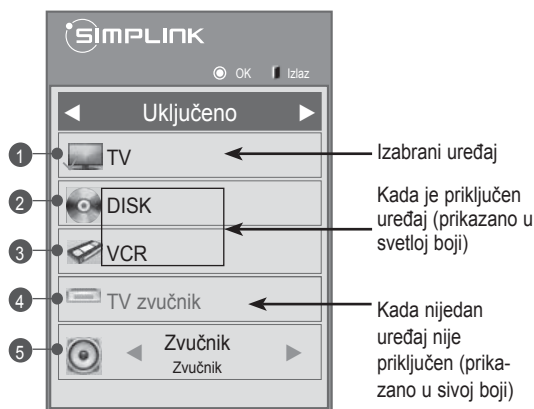 SIMPLINK
OK Izlaz
Uključeno
1 TV
Izabrani uređaj
2 DISK
Kada je priključen
uređaj (prikazano u
svetloj boji)
3 VCR
4 TV zvučnik
Kada nijedan
uređaj nije
priključen (prika-
zano u sivoj boji)
5 Zvučnik
Zvučnik